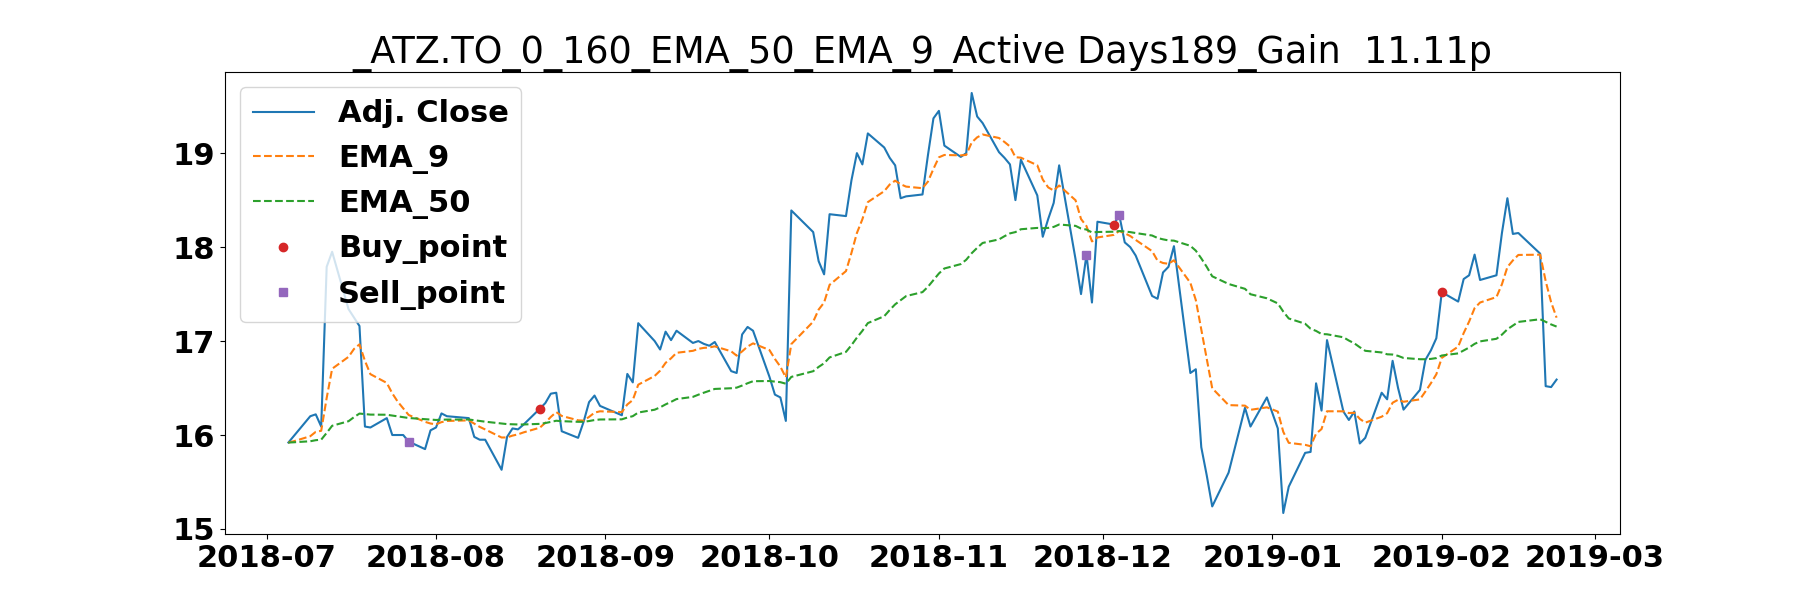 _ATZ.TO_0_160_EMA_50_EMA_9_Active Days189_Gain  11.11p
Adj. Close
EMA_9
EMA_50
Buy_point
Sell_point
19
18
17
16
15
2018-07 2018-08 2018-09 2018-10 2018-11 2018-12 2019-01 2019-02 2019-03